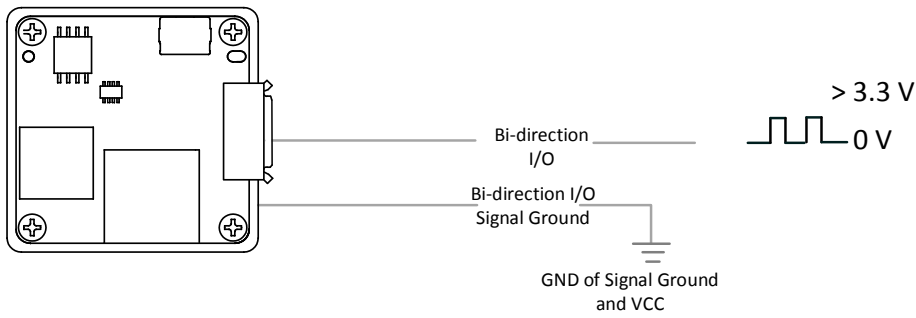 > 3.3 V
Bi-direction
I/O
0 V
Bi-direction I/O
Signal Ground
GND of Signal Ground
and VCC